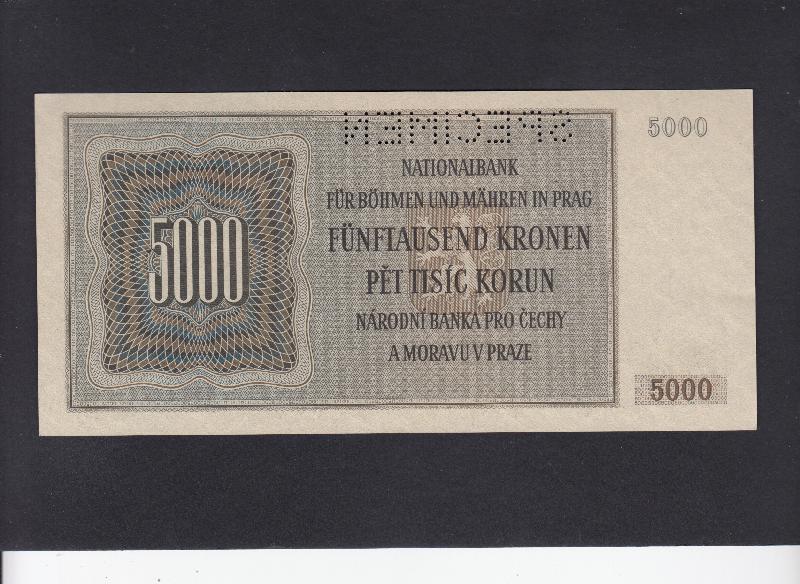 SPECIMEN
5000
NATIONALBANK
FÜR BÖHMEN UND MÄHREN IN PRAG
FÜNFTAUSEND KRONEN
PĚT TISÍC KORUN
NÁRODNÍ BANKA PRO ČECHY
A MORAVU V PRAZE
5000
5000